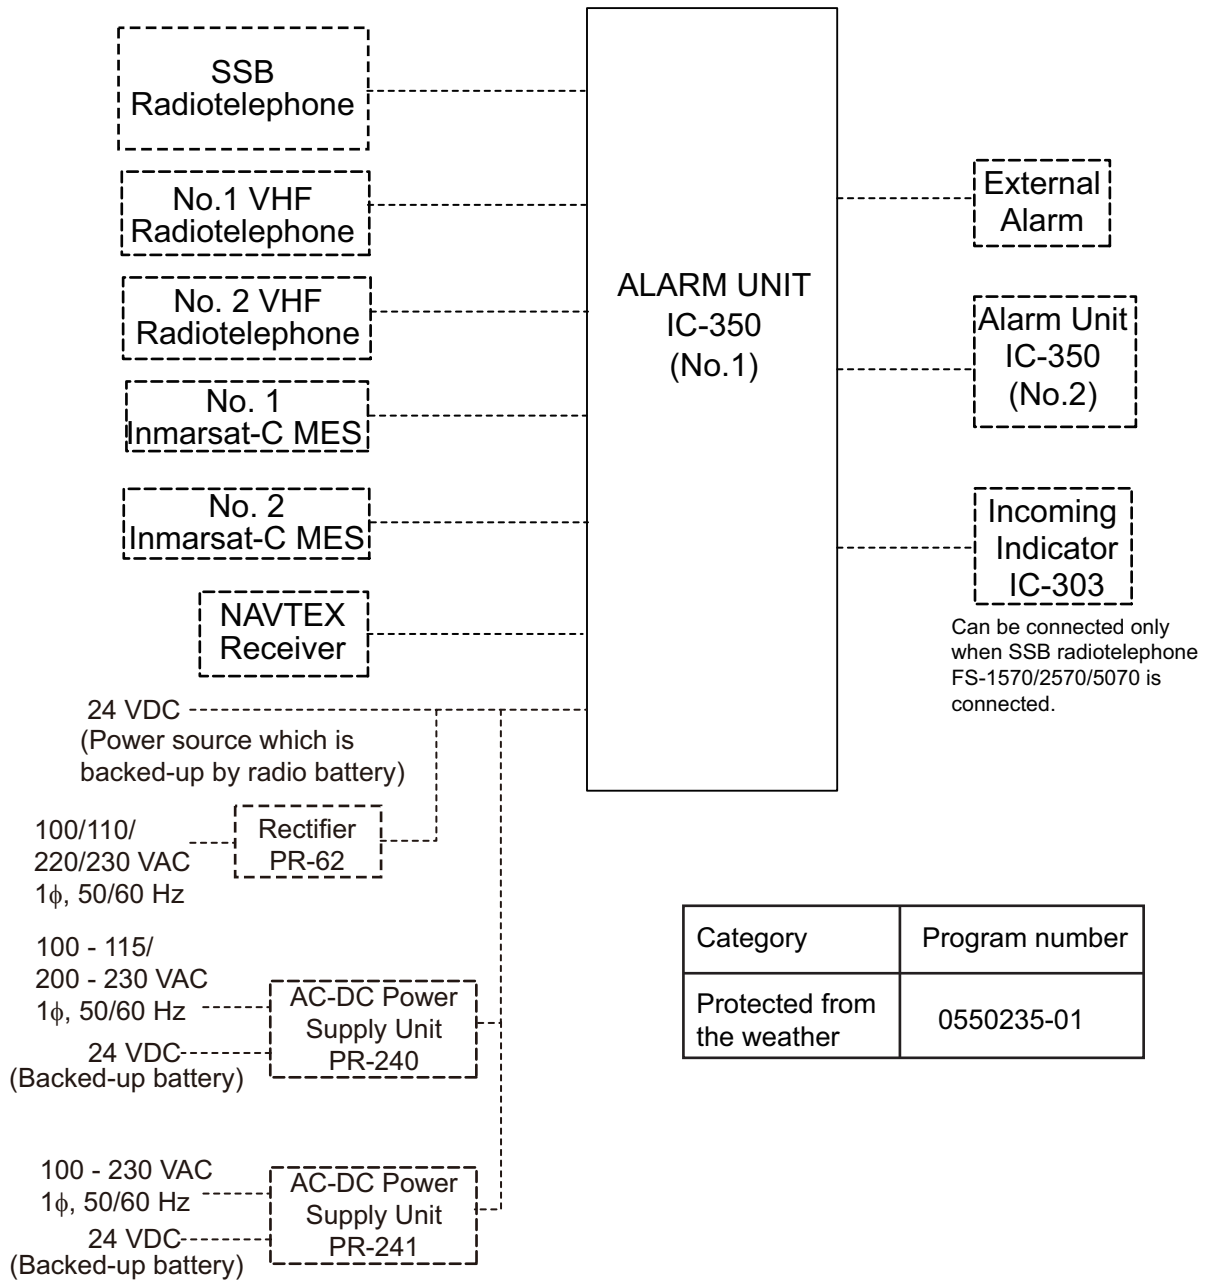 SSB
Radiotelephone
No.1 VHF
Radiotelephone
No. 2 VHF
Radiotelephone
No. 1
Inmarsat-C MES
No. 2
Inmarsat-C MES
NAVTEX
Receiver
24 VDC
(Power source which is
backed-up by radio battery)
100/110/
220/230 VAC
1ϕ, 50/60 Hz
Rectifier
PR-62
100 - 115/
200 - 230 VAC
1ϕ, 50/60 Hz
24 VDC
(Backed-up battery)
AC-DC Power
Supply Unit
PR-240
100 - 230 VAC
1ϕ, 50/60 Hz
24 VDC
(Backed-up battery)
AC-DC Power
Supply Unit
PR-241
ALARM UNIT
IC-350
(No.1)
External
Alarm
Alarm Unit
IC-350
(No.2)
Incoming
Indicator
IC-303
Can be connected only
when SSB radiotelephone
FS-1570/2570/5070 is
connected.
Category
Program number
Protected from
the weather
0550235-01